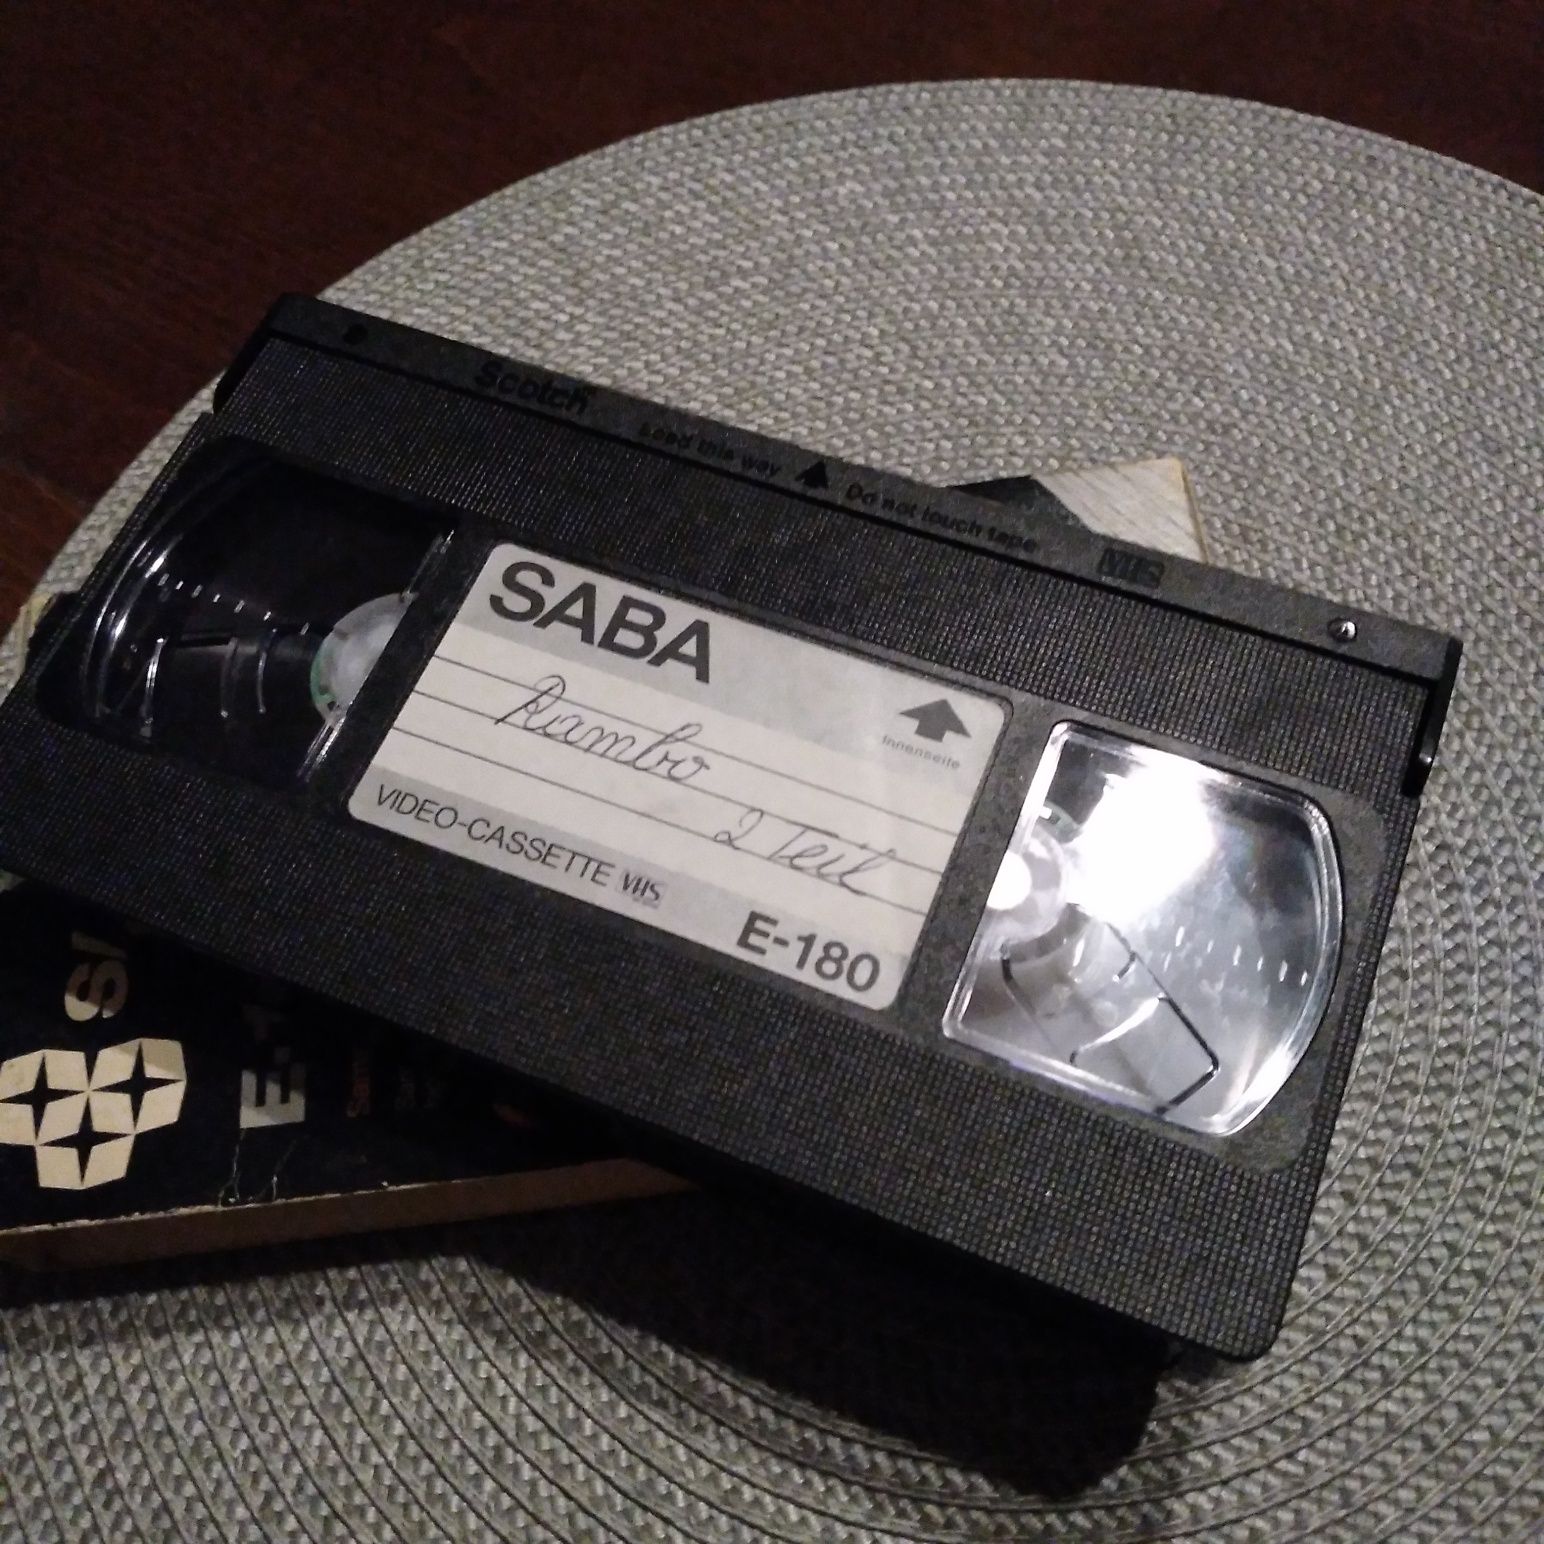 Scotch
Load this way Do not touch tape VHS
SABA
Innenseite
Rambo
2 Teil
VIDEO-CASSETTE VHS
E-180